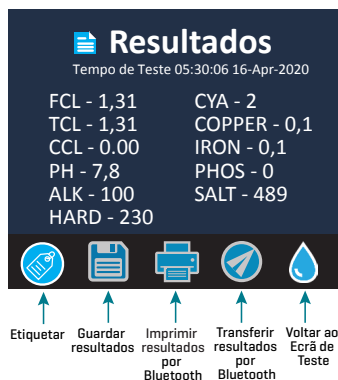 Resultados
Tempo de Teste 05:30:06 16-Apr-2020
FCL - 1,31
TCL - 1,31
CCL - 0.00
PH - 7,8
ALK - 100
HARD - 230
CYA - 2
COPPER - 0,1
IRON - 0,1
PHOS - 0
SALT - 489
Etiquetar
Guardar
resultados
Imprimir
resultados
por
Bluetooth
Transferir
resultados
por
Bluetooth
Voltar ao
Ecrã de
Teste